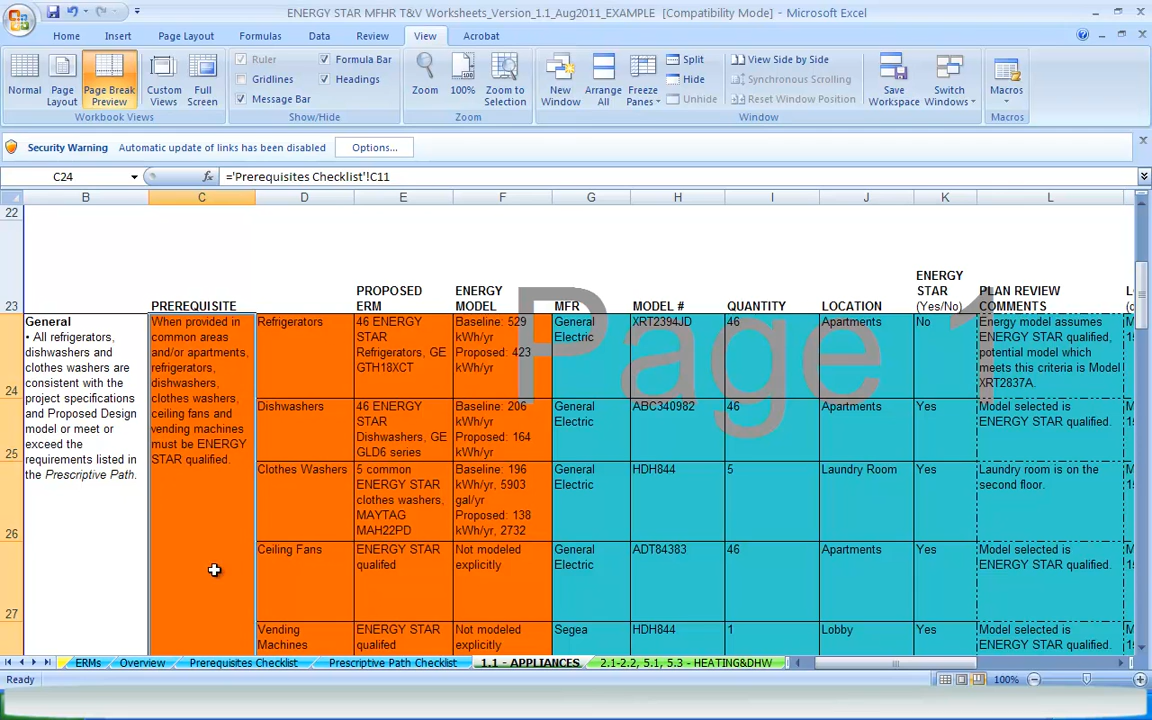 ENERGY STAR MFHR T&V Worksheets_Version_1.1_Aug2011_EXAMPLE [Compatibility Mode] - Microsoft Excel
Home Insert Page Layout Formulas Data Review View Acrobat
Normal
Page Layout
Page Break Preview
Custom Views
Full Screen
Workbook Views
Ruler
Gridlines
Message Bar
Formula Bar
Headings
Show/Hide
Zoom
100%
Zoom to Selection
Zoom
New Window
Arrange All
Freeze Panes
Split
Hide
Unhide
View Side by Side
Synchronous Scrolling
Reset Window Position
Window
Save Workspace
Switch Windows
Macros
Macros
Security Warning Automatic update of links has been disabled Options...
C24 fx ='Prerequisites Checklist'!C11
B C D E F G H I J K L
22
23
PREREQUISITE
PROPOSED
ERM
ENERGY
MODEL
MFR
MODEL #
QUANTITY
LOCATION
ENERGY
STAR
(Yes/No)
PLAN REVIEW
COMMENTS
Page 1
General
• All refrigerators,
dishwashers and
clothes washers are
consistent with the
project specifications
and Proposed Design
model or meet or
exceed the
requirements listed in
the Prescriptive Path.
When provided in
common areas
and/or apartments,
refrigerators,
dishwashers,
clothes washers,
ceiling fans and
vending machines
must be ENERGY
STAR qualified.
24
Refrigerators
46 ENERGY
STAR
Refrigerators, GE
GTH18XCT
Baseline: 529
kWh/yr
Proposed: 423
kWh/yr
General
Electric
XRT2394JD
46
Apartments
No
Energy model assumes
ENERGY STAR qualified,
potential model which
meets this criteria is Model
XRT2837A.
25
Dishwashers
46 ENERGY
STAR
Dishwashers, GE
GLD6 series
Baseline: 206
kWh/yr
Proposed: 164
kWh/yr
General
Electric
ABC340982
46
Apartments
Yes
Model selected is
ENERGY STAR qualified.
26
Clothes Washers
5 common
ENERGY STAR
clothes washers,
MAYTAG
MAH22PD
Baseline: 196
kWh/yr, 5903
gal/yr
Proposed: 138
kWh/yr, 2732
General
Electric
HDH844
5
Laundry Room
Yes
Laundry room is on the
second floor.
27
Ceiling Fans
ENERGY STAR
qualifed
Not modeled
explicitly
General
Electric
ADT84383
46
Apartments
Yes
Model selected is
ENERGY STAR qualified.
Vending
Machines
ENERGY STAR
qualifed
Not modeled
explicitly
Segea
HDH844
1
Lobby
Yes
Model selected is
ENERGY STAR qualified.
ERMs Overview Prerequisites Checklist Prescriptive Path Checklist 1.1 - APPLIANCES 2.1-2.2, 5.1, 5.3 - HEATING&DHW
Ready 100%